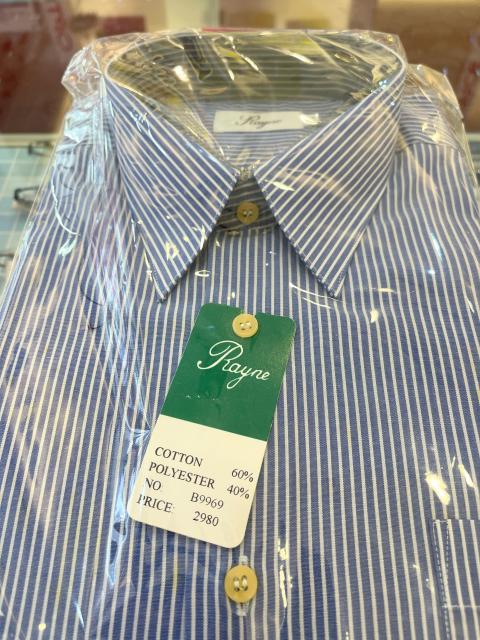 Rayne
Rayne
COTTON 60%
POLYESTER 40%
NO B9969
PRICE: 2980